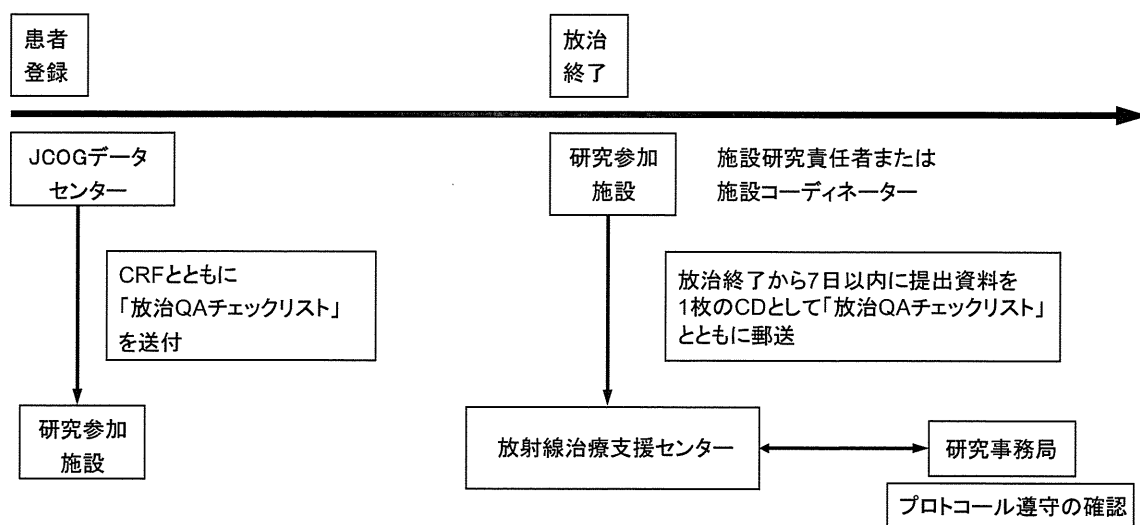 患者
登録
放治
終了
JCOGデータ
センター
研究参加
施設
施設研究責任者または
施設コーディネーター
CRFとともに
「放治QAチェックリスト」
を送付
放治終了から7日以内に提出資料を
1枚のCDとして「放治QAチェックリスト」
とともに郵送
研究参加
施設
放射線治療支援センター
研究事務局
プロトコール遵守の確認